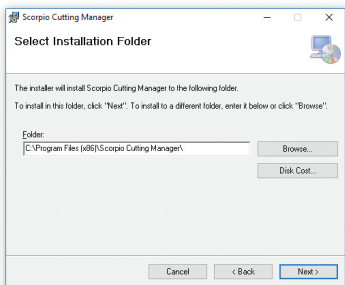 Scorpio Cutting Manager
Select Installation Folder
The installer will install Scorpio Cutting Manager to the following folder.
To install in this folder, click "Next". To install to a different folder, enter it below or click "Browse".
Folder:
C:\Program Files (x86)\Scorpio Cutting Manager\
Browse...
Disk Cost...
Cancel
< Back
Next >